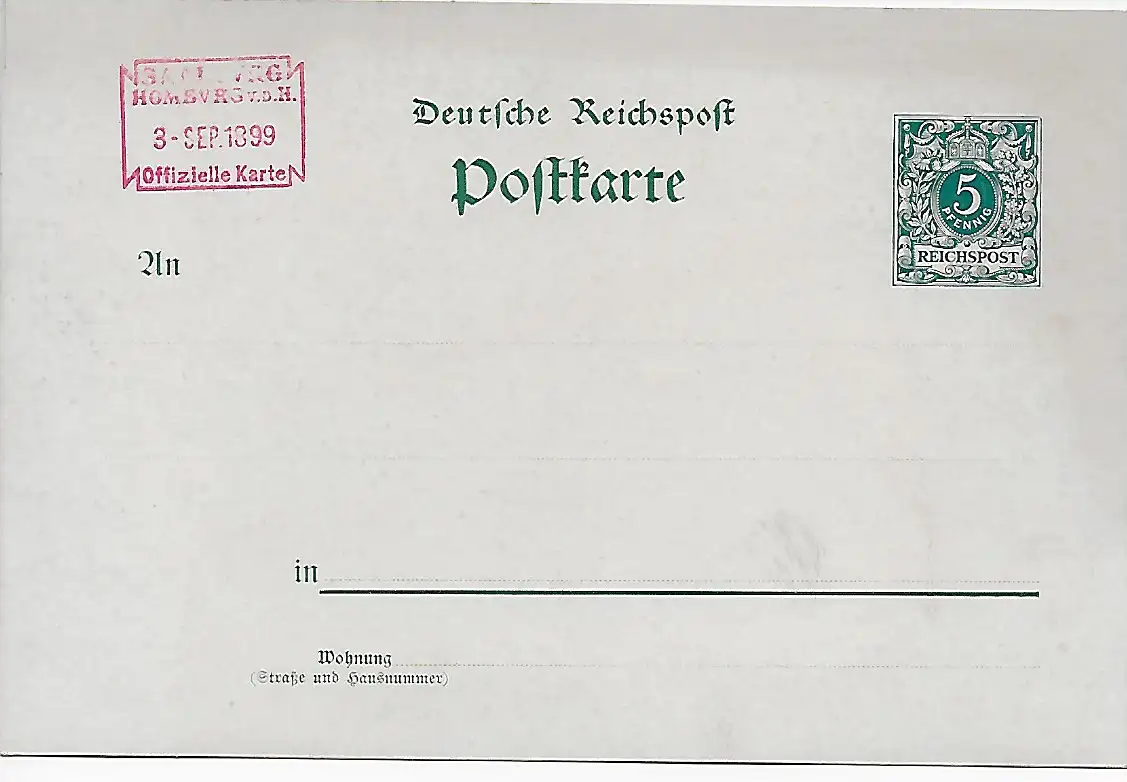 HOMBVRG v.D.H.
3-SEP.1899
Offizielle Karte
Deutſche Reichspoſt
Poſtkarte
5
PFENNIG
REICHSPOST
An
in
Wohnung
(Straße und Hausnummer)